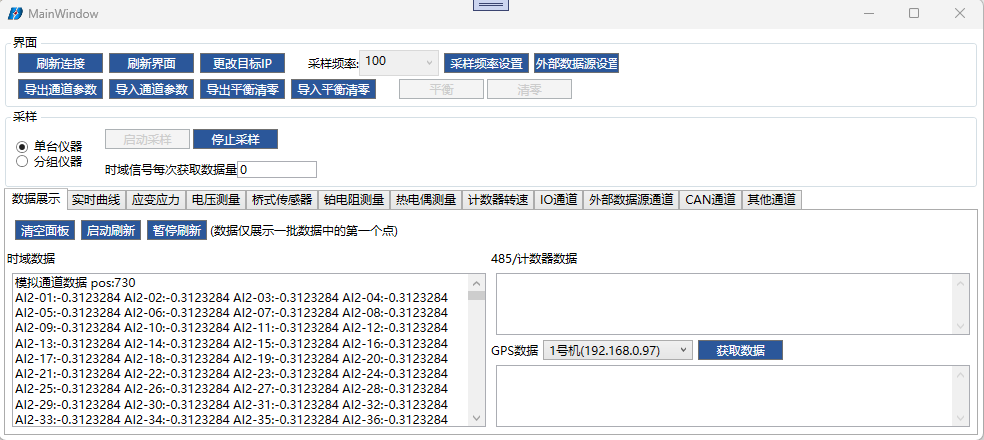 MainWindow
界面
刷新连接 刷新界面 更改目标IP 采样频率: 100 采样频率设置 外部数据源设置
导出通道参数 导入通道参数 导出平衡清零 导入平衡清零 平衡 清零
采样
单台仪器 启动采样 停止采样
分组仪器
时域信号每次获取数据量 0
数据展示 实时曲线 应变应力 电压测量 桥式传感器 铂电阻测量 热电偶测量 计数器转速 IO通道 外部数据源通道 CAN通道 其他通道
清空面板 启动刷新 暂停刷新 (数据仅展示一批数据中的第一个点)
时域数据
模拟通道数据 pos:730
AI2-01:-0.3123284 AI2-02:-0.3123284 AI2-03:-0.3123284 AI2-04:-0.3123284
AI2-05:-0.3123284 AI2-06:-0.3123284 AI2-07:-0.3123284 AI2-08:-0.3123284
AI2-09:-0.3123284 AI2-10:-0.3123284 AI2-11:-0.3123284 AI2-12:-0.3123284
AI2-13:-0.3123284 AI2-14:-0.3123284 AI2-15:-0.3123284 AI2-16:-0.3123284
AI2-17:-0.3123284 AI2-18:-0.3123284 AI2-19:-0.3123284 AI2-20:-0.3123284
AI2-21:-0.3123284 AI2-22:-0.3123284 AI2-23:-0.3123284 AI2-24:-0.3123284
AI2-25:-0.3123284 AI2-26:-0.3123284 AI2-27:-0.3123284 AI2-28:-0.3123284
AI2-29:-0.3123284 AI2-30:-0.3123284 AI2-31:-0.3123284 AI2-32:-0.3123284
AI2-33:-0.3123284 AI2-34:-0.3123284 AI2-35:-0.3123284 AI2-36:-0.3123284
485/计数器数据
GPS数据 1号机(192.168.0.97) 获取数据